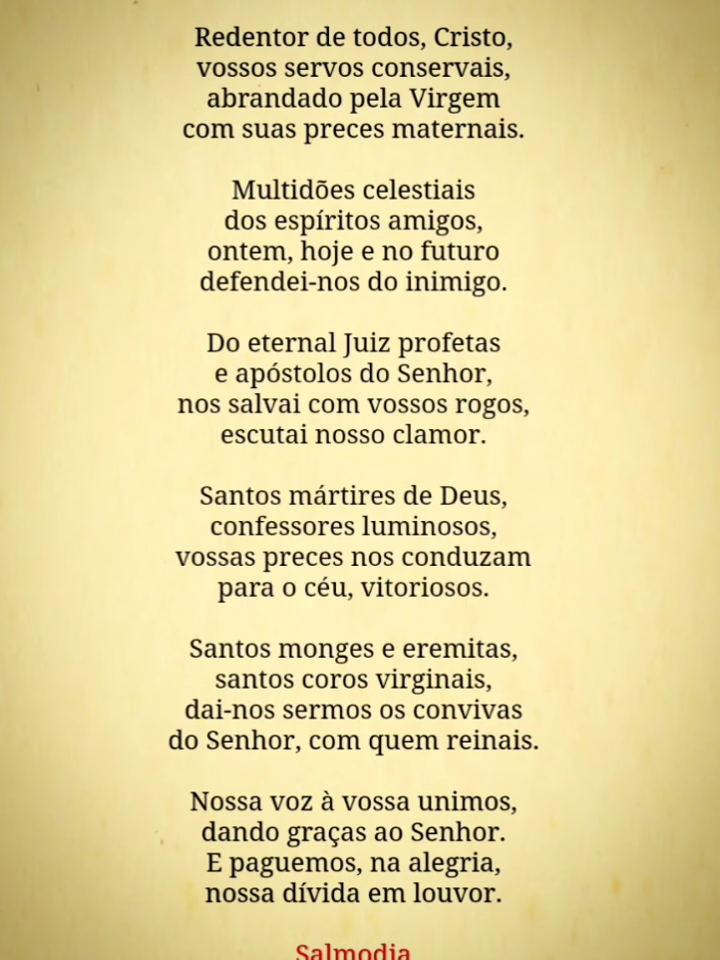 Redentor de todos, Cristo,
vossos servos conservais,
abrandado pela Virgem
com suas preces maternais.
Multidões celestiais
dos espíritos amigos,
ontem, hoje e no futuro
defendei-nos do inimigo.
Do eternal Juiz profetas
e apóstolos do Senhor,
nos salvai com vossos rogos,
escutai nosso clamor.
Santos mártires de Deus,
confessores luminosos,
vossas preces nos conduzam
para o céu, vitoriosos.
Santos monges e eremitas,
santos coros virginais,
dai-nos sermos os convivas
do Senhor, com quem reinais.
Nossa voz à vossa unimos,
dando graças ao Senhor.
E paguemos, na alegria,
nossa dívida em louvor.
Salmodia